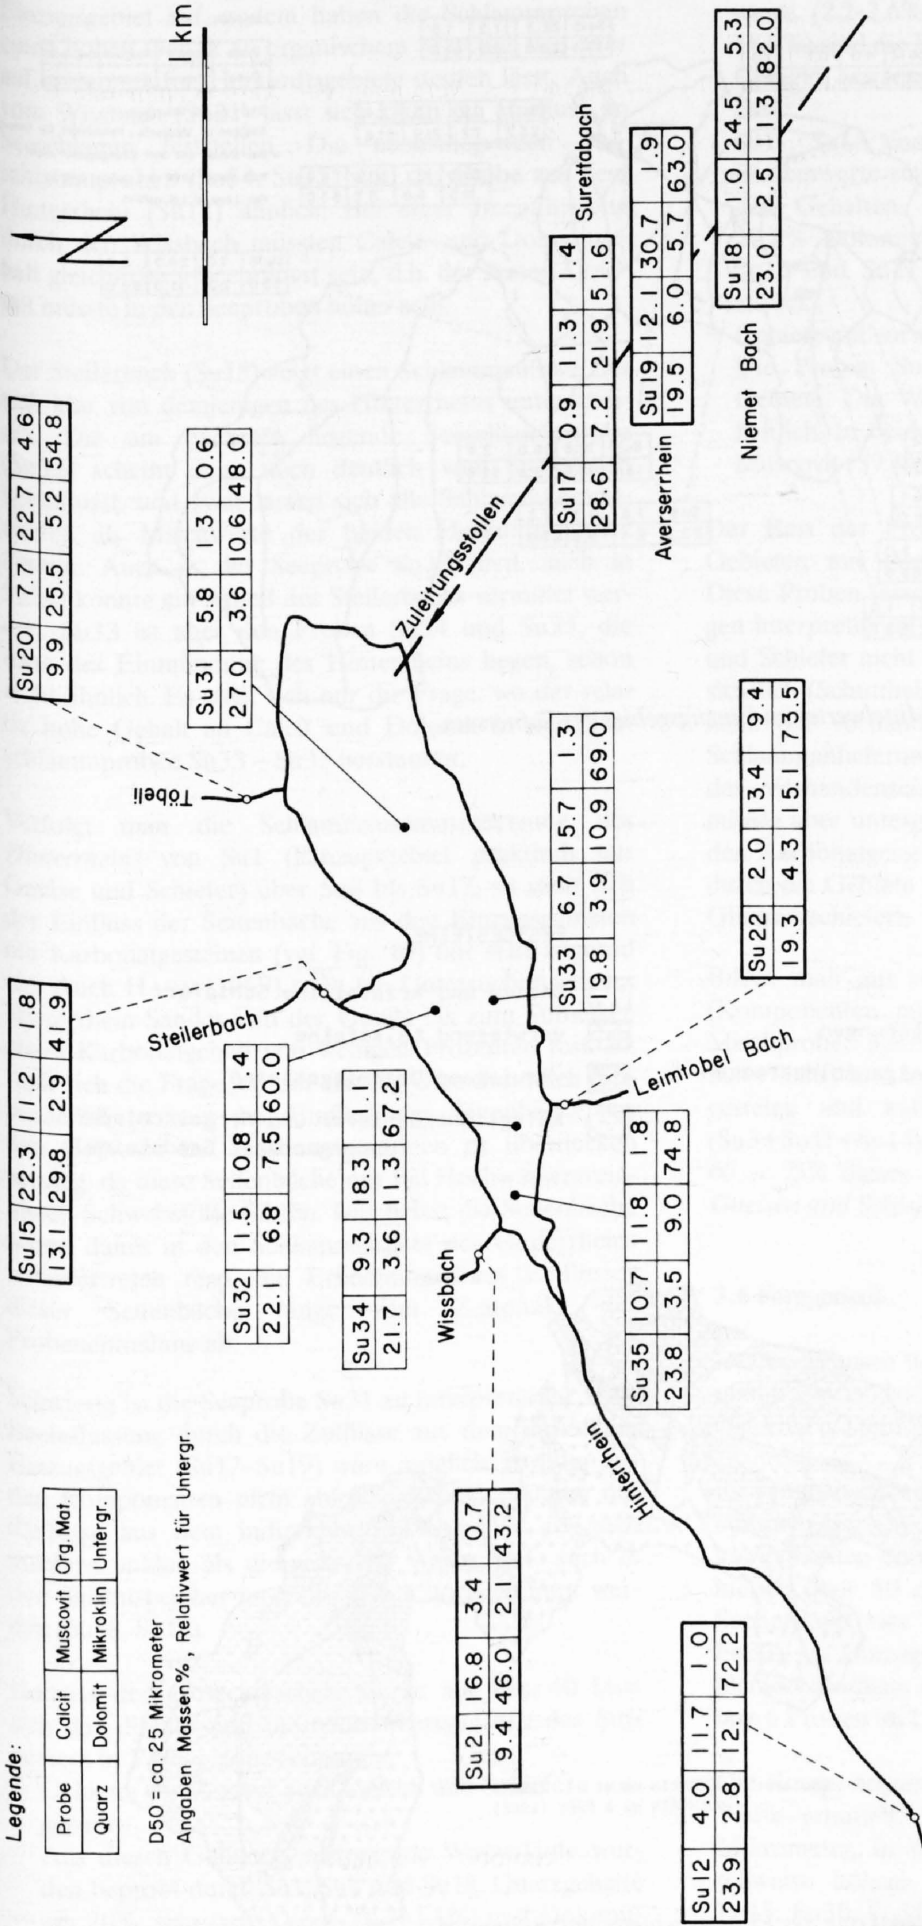 Legende:
Probe Calcit Muscovit Org. Mat.
Quarz Dolomit Mikroklin Untergr.
D50 = ca. 25 Mikrometer
Angaben Massen%, Relativwert für Untergr.
1 km
Su15 22.3 12.2 1.8
13.1 29.8 2.9 41.9
Su20 7.7 22.7 4.6
9.9 25.5 5.2 54.8
Su31 5.8 1.3 0.6
27.0 3.6 10.6 48.0
Töbeli
Zuleitungsstollen
Su17 0.9 11.3 1.4
28.6 17.2 21.9 51.6
Surettabach
Su19 12.1 30.7 .9
19.5 6.0 5.7 63.0
Averserrhein
Su18 1.0 24.5 5.3
23.0 2.5 11.3 82.0
Niemet Bach
Steilerbach
Su32 11.5 10.8 1.4
22.1 6.8 7.5 60.0
Su34 9.3 18.3 1.1
21.7 3.6 11.3 67.2
Su33 6.1 15.7 1.3
19.8 3.9 10.9 69.0
Su22 2.0 13.4 9.4
19.3 4.3 15.1 73.5
Leimtobel Bach
Wissbach
Su35 10.7 11.8 1.8
23.8 3.5 9.0 74.8
Su21 16.8 3.4 0.7
9.4 46.0 2.1 43.2
Hinterrhein
Su12 4.0 11.7 1.0
23.9 2.8 12.1 72.2